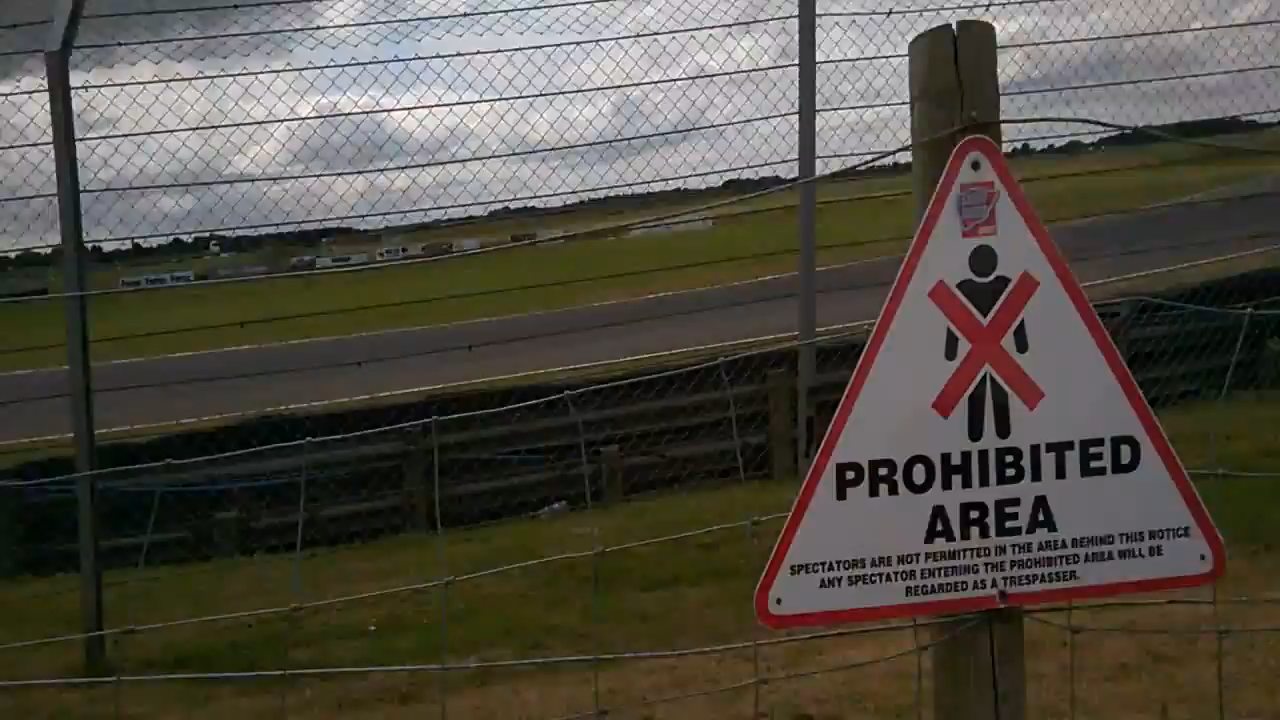 PROHIBITED
AREA
SPECTATORS ARE NOT PERMITTED IN THE AREA BEHIND THIS NOTICE
ANY SPECTATOR ENTERING THE PROHIBITED AREA WILL BE
REGARDED AS A TRESPASSER.